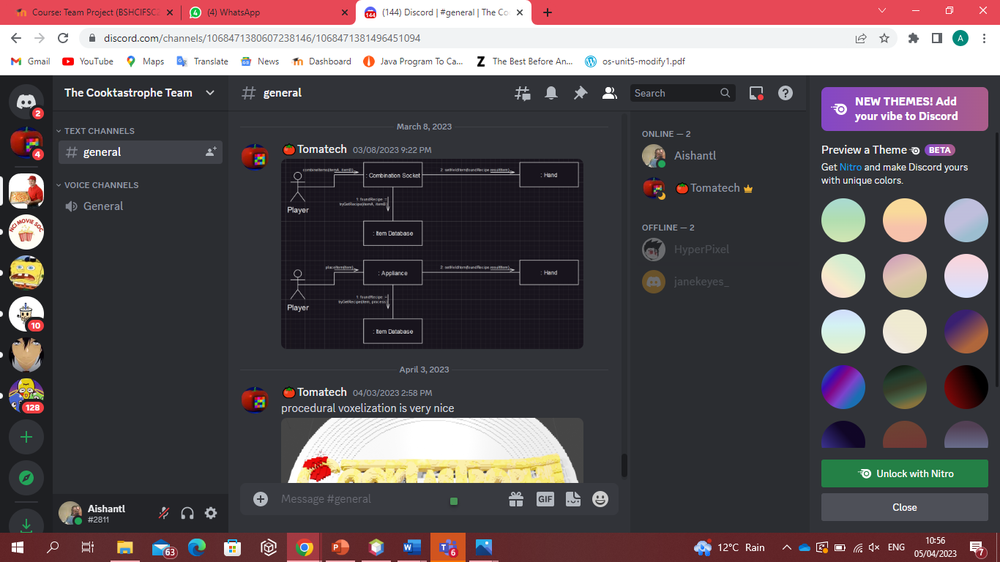 Course: Team Project (BSHCIFSC2
(4) WhatsApp
(144) Discord | #general | The Co
discord.com/channels/1068471380607238146/1068471381496451094
A
Gmail
YouTube
Maps
Translate
News
Dashboard
Java Program To Ca...
The Best Before An...
os-unit5-modify1.pdf
2
4
NCI MOVIE SOC
10
128
The Cooktastrophe Team
TEXT CHANNELS
general
VOICE CHANNELS
General
Aishantl
#2811
general
Search
March 8, 2023
Tomatech 03/08/2023 9:22 PM
combineItems(itemA, itemB)
: Combination Socket
2: setHeldItem(foundRecipe.resultItem)
: Hand
Player
1: foundRecipe :=
tryGetRecipe(itemA, itemB)
: Item Database
placeItem(item)
: Appliance
2: setHeldItem(foundRecipe.resultItem)
: Hand
Player
1: foundRecipe :=
tryGetRecipe(item, process)
: Item Database
April 3, 2023
Tomatech 04/03/2023 2:58 PM
procedural voxelization is very nice
Message #general
GIF
ONLINE — 2
Aishantl
Tomatech
OFFLINE — 2
HyperPixel
janekeyes_
NEW THEMES! Add
your vibe to Discord
Preview a Theme BETA
Get Nitro and make Discord yours
with unique colors.
Unlock with Nitro
Close
63
6
12°C Rain
ENG
10:56
05/04/2023
7